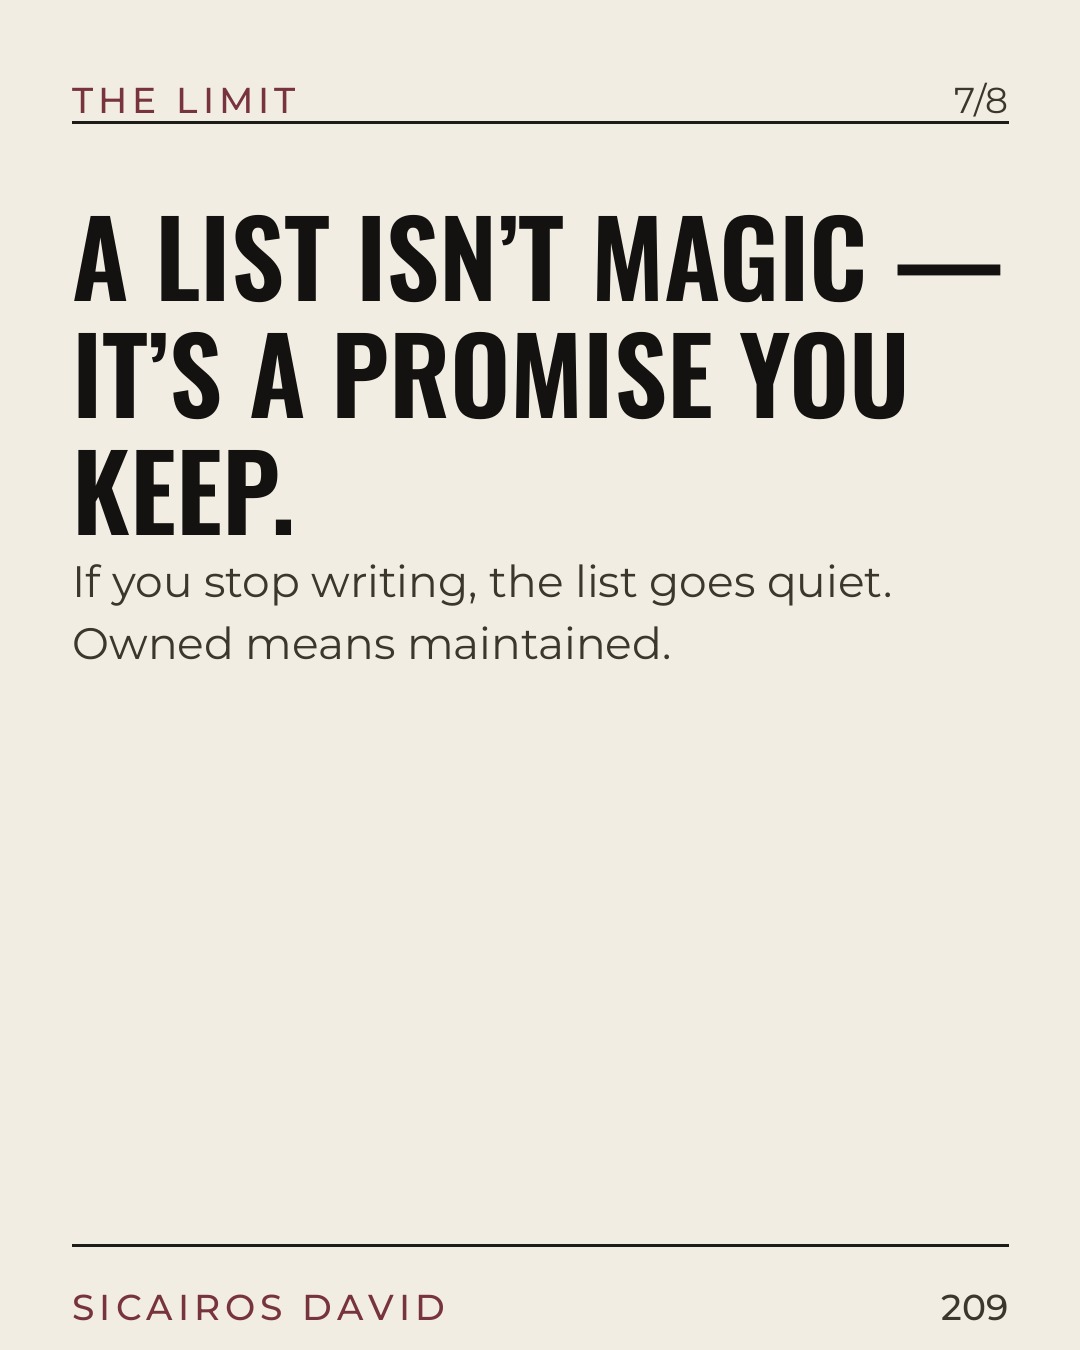 THE LIMIT 7/8
A LIST ISN’T MAGIC —
IT’S A PROMISE YOU
KEEP.
If you stop writing, the list goes quiet.
Owned means maintained.
SICAIROS DAVID 209